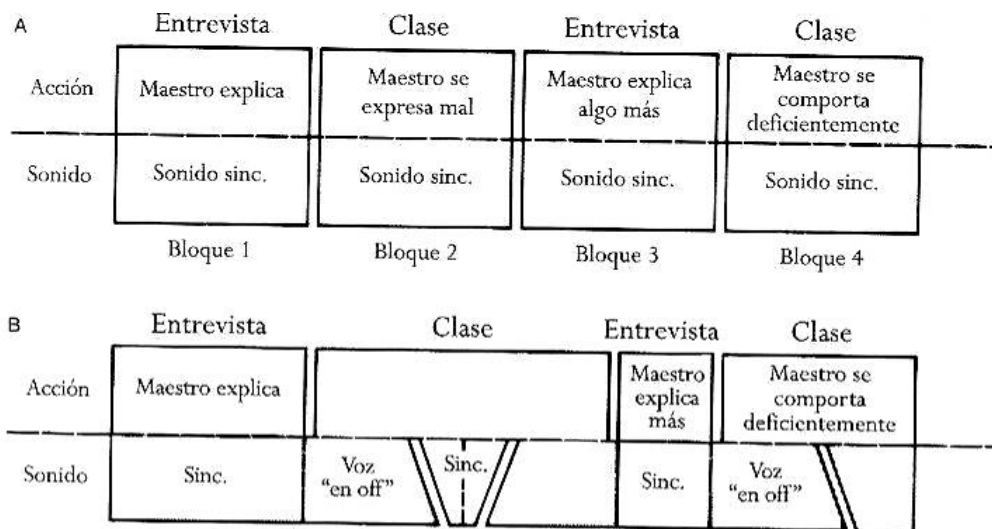 A
Entrevista Clase Entrevista Clase
Acción
Maestro explica
Maestro se
expresa mal
Maestro explica
algo más
Maestro se
comporta
deficientemente
Sonido
Sonido sinc.
Sonido sinc.
Sonido sinc.
Sonido sinc.
Bloque 1 Bloque 2 Bloque 3 Bloque 4
B
Entrevista Clase Entrevista Clase
Acción
Maestro explica
Maestro
explica
más
Maestro se
comporta
deficientemente
Sonido
Sinc.
Voz
"en off"
Sinc.
Sinc.
Voz
"en off"